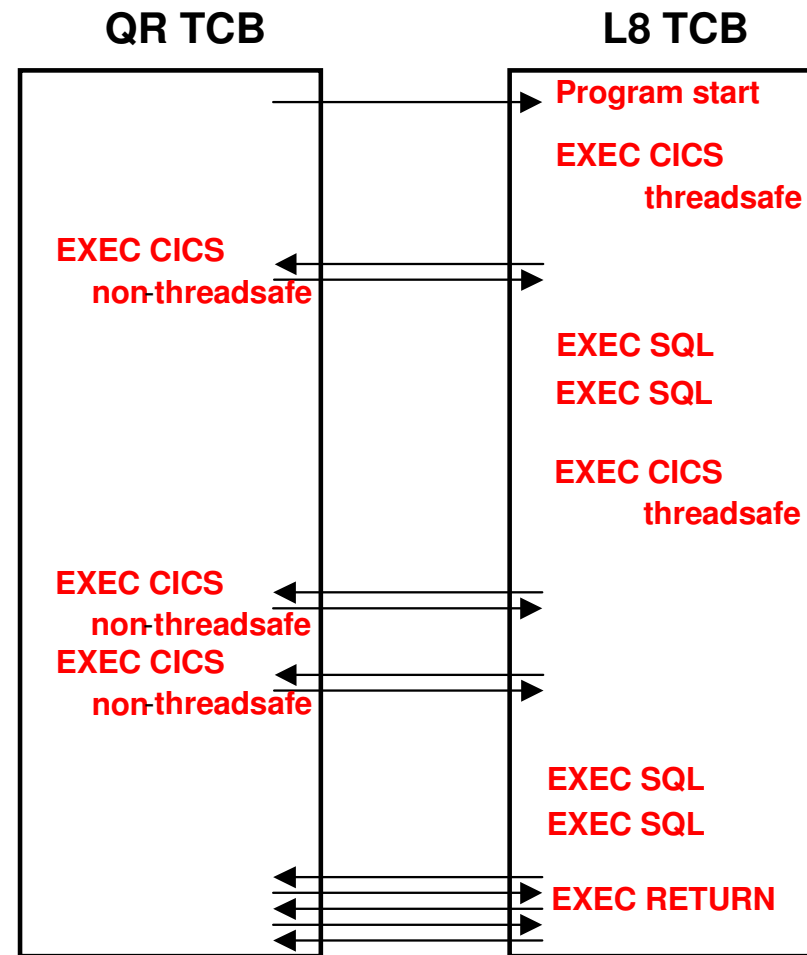 QR TCB
L8 TCB
Program start
EXEC CICS
threadsafe
EXEC CICS
non-threadsafe
EXEC SQL
EXEC SQL
EXEC CICS
threadsafe
EXEC CICS
non-threadsafe
EXEC CICS
non-threadsafe
EXEC SQL
EXEC SQL
EXEC RETURN